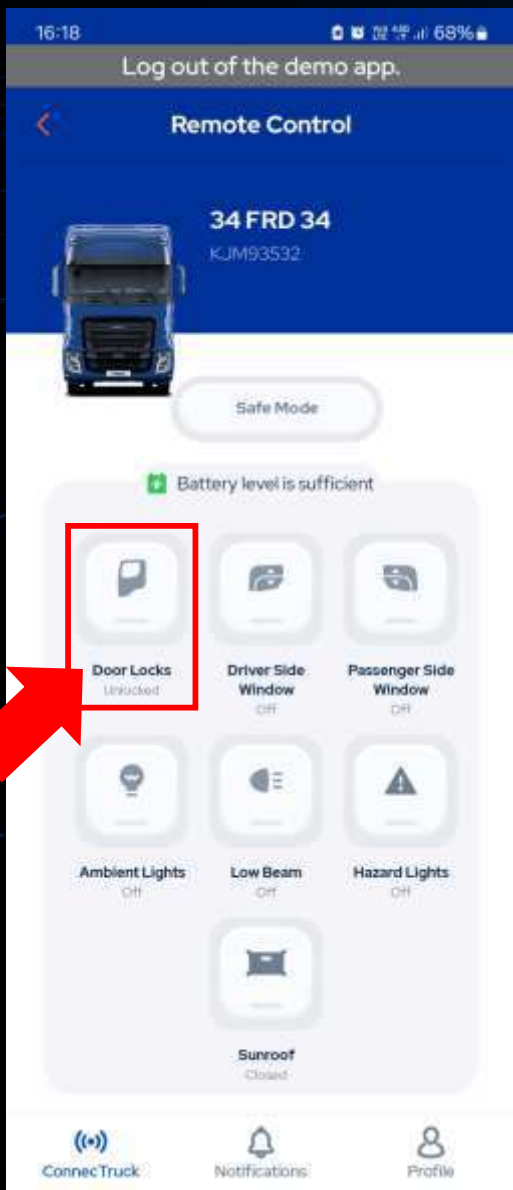 16:18
68%
Log out of the demo app.
Remote Control
34 FRD 34
KJM93532
Safe Mode
Battery level is sufficient
Door Locks
Unlocked
Driver Side
Window
Off
Passenger Side
Window
Off
Ambient Lights
Off
Low Beam
Off
Hazard Lights
Off
Sunroof
Closed
ConnecTruck
Notifications
Profile